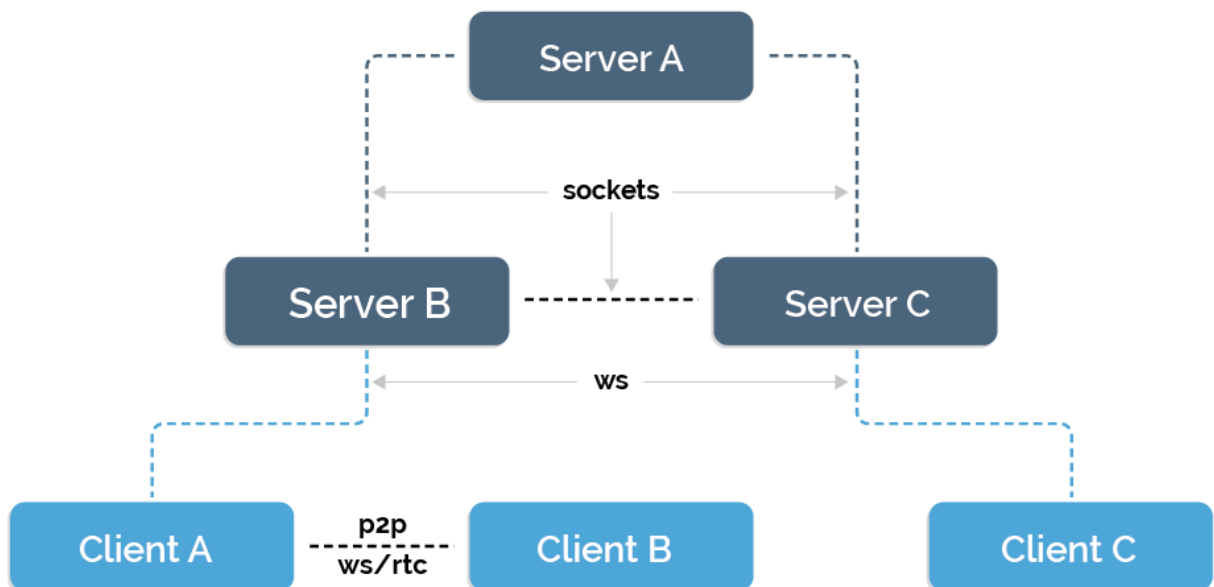 Server A
sockets
Server B
Server C
ws
p2p
Client A
Client B
Client C
ws/rtc